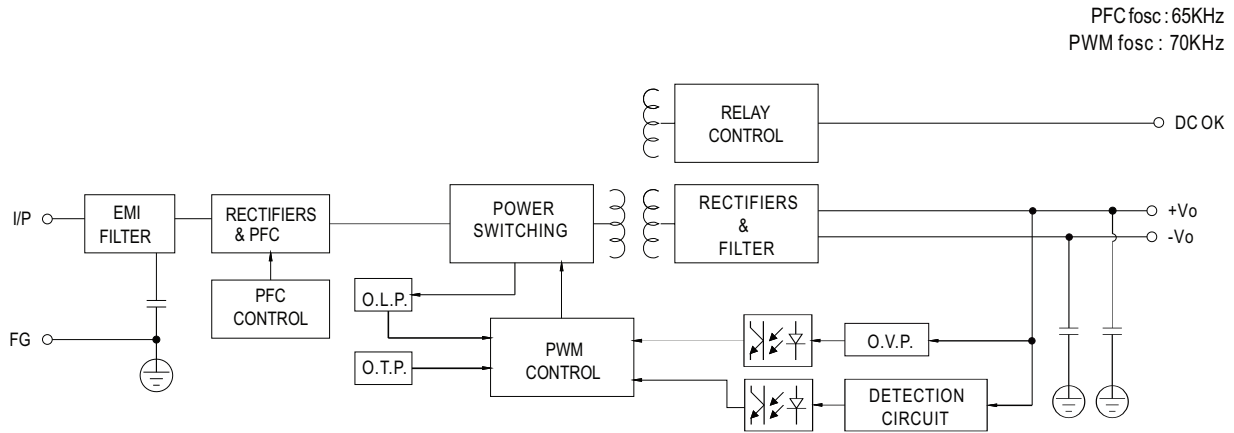 PFC fosc : 65KHz
PWM fosc : 70KHz
RELAY
CONTROL
DC OK
I/P
EMI
FILTER
RECTIFIERS
& PFC
POWER
SWITCHING
RECTIFIERS
&
FILTER
+Vo
-Vo
PFC
CONTROL
O.L.P.
FG
O.T.P.
PWM
CONTROL
O.V.P.
DETECTION
CIRCUIT